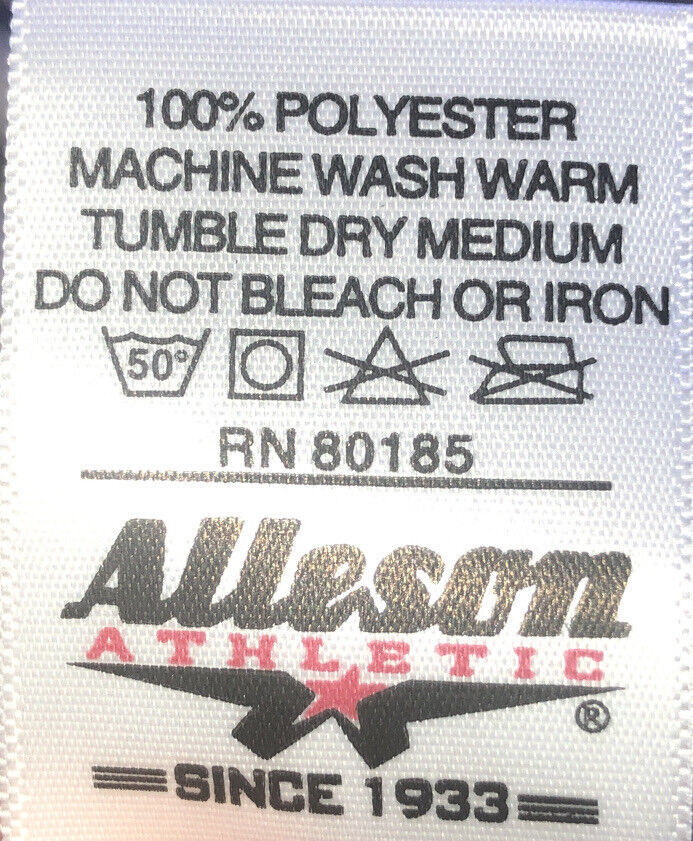 100% POLYESTER
MACHINE WASH WARM
TUMBLE DRY MEDIUM
DO NOT BLEACH OR IRON
50°
RN 80185
Alleson
ATHLETIC
®
SINCE 1933